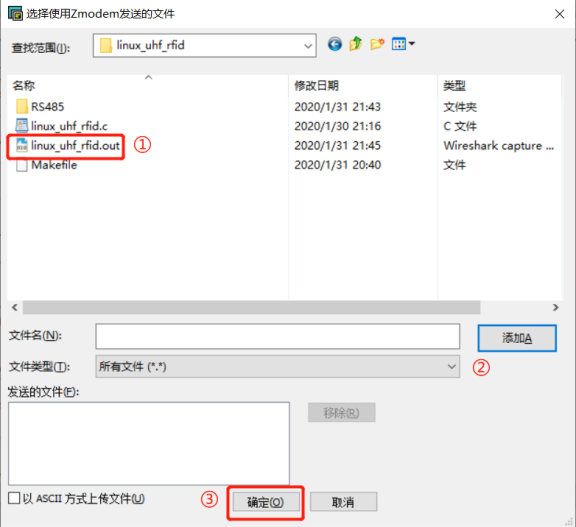 选择使用Zmodem发送的文件
查找范围(I): linux_uhf_rfid
名称 修改日期 类型
RS485 2020/1/31 21:43 文件夹
linux_uhf_rfid.c 2020/1/30 21:16 C 文件
linux_uhf_rfid.out ① 2020/1/31 21:45 Wireshark capture ...
Makefile 2020/1/31 20:40 文件
文件名(N): 添加A
文件类型(T): 所有文件 (*.*) ②
发送的文件(F):
移除(R)
以 ASCII 方式上传文件(U) ③ 确定(O) 取消